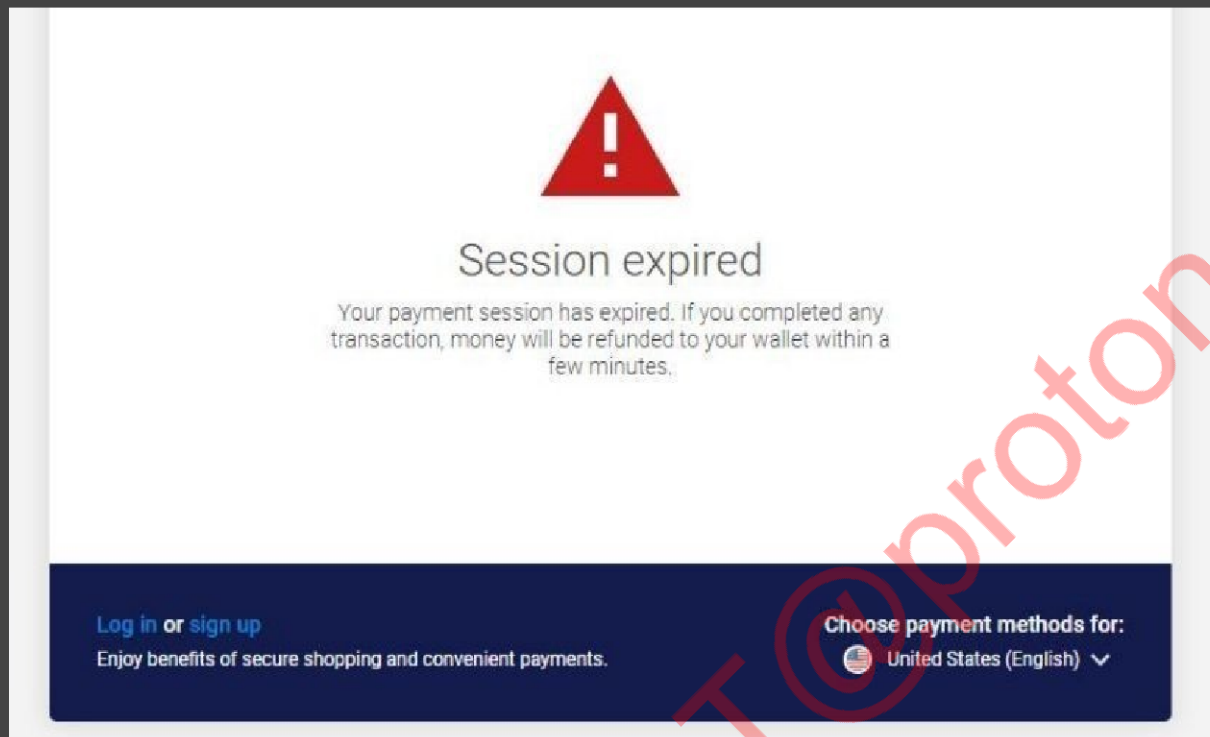 Session expired
Your payment session has expired. If you completed any
transaction, money will be refunded to your wallet within a
few minutes.
Log in or sign up
Enjoy benefits of secure shopping and convenient payments.
Choose payment methods for:
United States (English)
T@proton